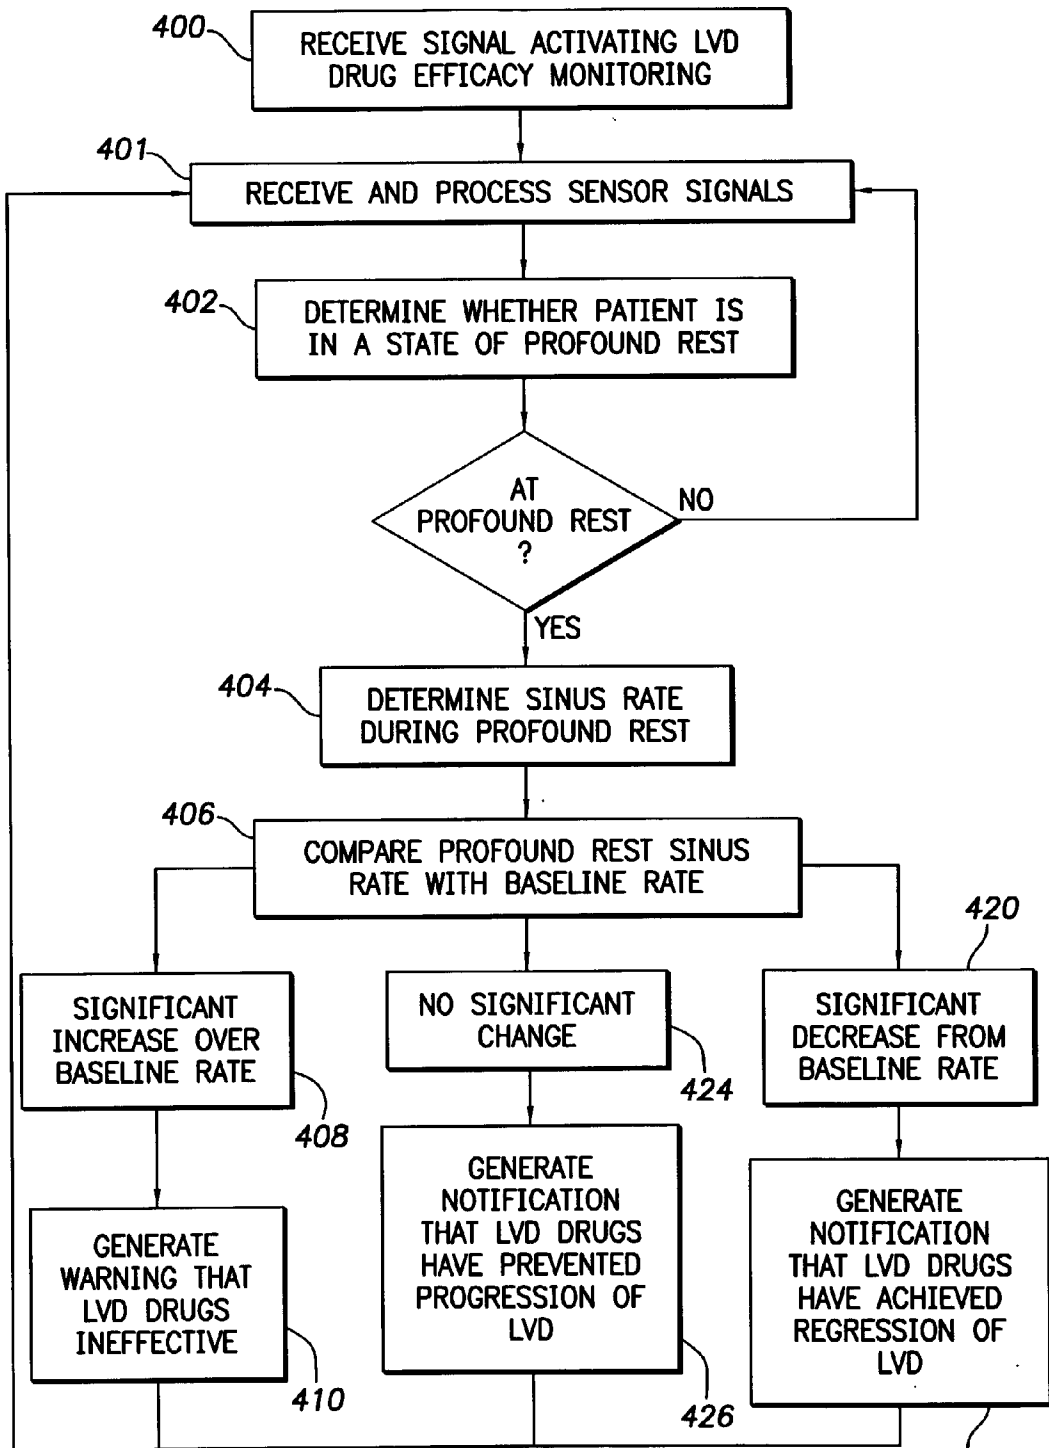 400
RECEIVE SIGNAL ACTIVATING LVD
DRUG EFFICACY MONITORING
401
RECEIVE AND PROCESS SENSOR SIGNALS
402
DETERMINE WHETHER PATIENT IS
IN A STATE OF PROFOUND REST
AT
PROFOUND REST
?
NO
YES
404
DETERMINE SINUS RATE
DURING PROFOUND REST
406
COMPARE PROFOUND REST SINUS
RATE WITH BASELINE RATE
SIGNIFICANT
INCREASE OVER
BASELINE RATE
408
NO SIGNIFICANT
CHANGE
424
420
SIGNIFICANT
DECREASE FROM
BASELINE RATE
GENERATE
WARNING THAT
LVD DRUGS
INEFFECTIVE
410
GENERATE
NOTIFICATION
THAT LVD DRUGS
HAVE PREVENTED
PROGRESSION OF
LVD
426
GENERATE
NOTIFICATION
THAT LVD DRUGS
HAVE ACHIEVED
REGRESSION OF
LVD